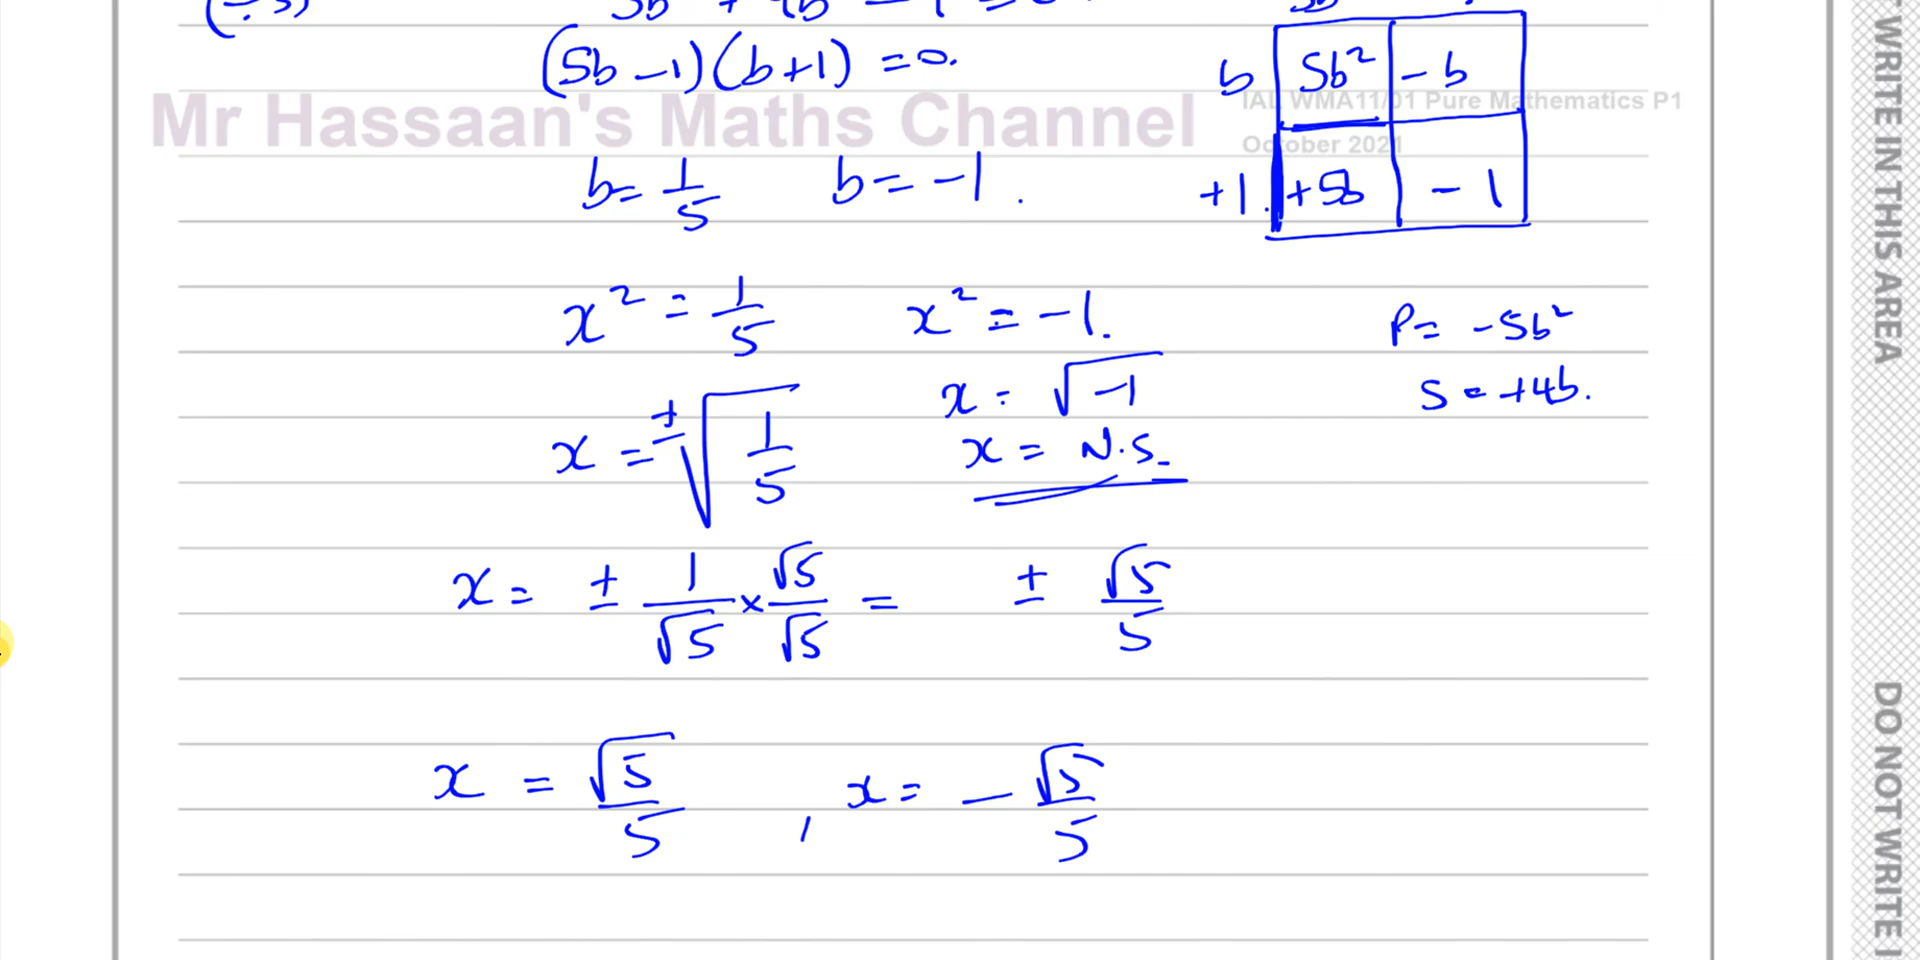 (5b-1)(b+1) = 0.
b 5b² -b
Mr Hassaan's Maths Channel
IAL WMA11/01 Pure Mathematics P1
October 2021
b = 1/5 b = -1.
+1. +5b -1
x² = 1/5 x² = -1.
P = -5b²
x = √-1
S = +4b.
x = ±√(1/5)
x = N.S.
x = ± 1/√5 × √5/√5 = ± √5/5
x = √5/5 , x = -√5/5
WRITE IN THIS AREA
DO NOT WRITE I